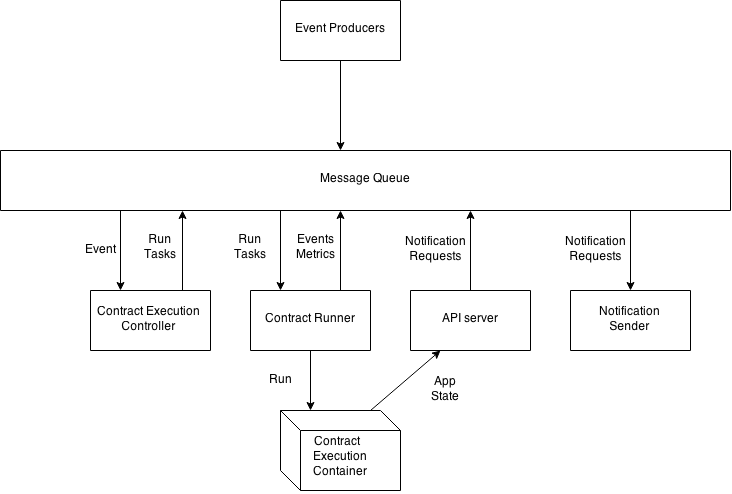 Event Producers
Message Queue
Event
Run
Tasks
Run
Tasks
Events
Metrics
Notification
Requests
Notification
Requests
Contract Execution
Controller
Contract Runner
API server
Notification
Sender
Run
App
State
Contract
Execution
Container